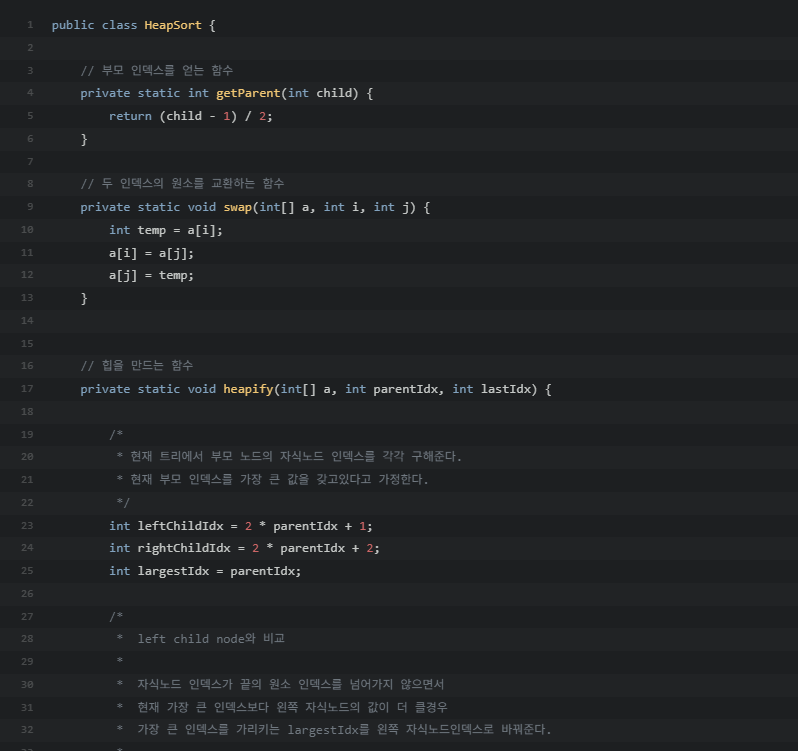 1 public class HeapSort {
2
3 // 부모 인덱스를 얻는 함수
4 private static int getParent(int child) {
5 return (child - 1) / 2;
6 }
7
8 // 두 인덱스의 원소를 교환하는 함수
9 private static void swap(int[] a, int i, int j) {
10 int temp = a[i];
11 a[i] = a[j];
12 a[j] = temp;
13 }
14
15
16 // 힙을 만드는 함수
17 private static void heapify(int[] a, int parentIdx, int lastIdx) {
18
19 /*
20 * 현재 트리에서 부모 노드의 자식노드 인덱스를 각각 구해준다.
21 * 현재 부모 인덱스를 가장 큰 값을 갖고있다고 가정한다.
22 */
23 int leftChildIdx = 2 * parentIdx + 1;
24 int rightChildIdx = 2 * parentIdx + 2;
25 int largestIdx = parentIdx;
26
27 /*
28 * left child node와 비교
29 *
30 * 자식노드 인덱스가 끝의 원소 인덱스를 넘어가지 않으면서
31 * 현재 가장 큰 인덱스보다 왼쪽 자식노드의 값이 더 클경우
32 * 가장 큰 인덱스를 가리키는 largestIdx를 왼쪽 자식노드인덱스로 바꿔준다.